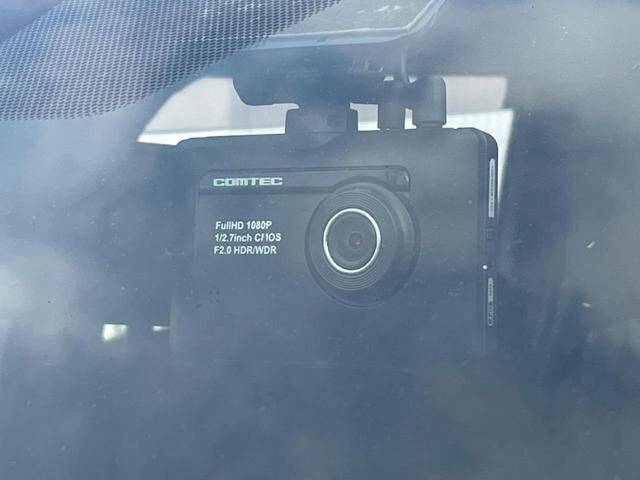 COMTEC
FullHD 1080P
1/2.7inch CMOS
F2.0 HDR/WDR